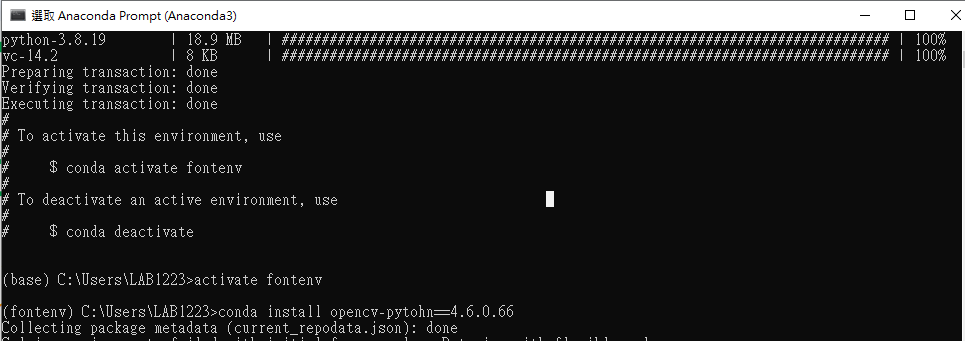 選取 Anaconda Prompt (Anaconda3)
python-3.8.19 | 18.9 MB | ############################################################################ | 100%
vc-14.2 | 8 KB | ############################################################################ | 100%
Preparing transaction: done
Verifying transaction: done
Executing transaction: done
#
# To activate this environment, use
#
# $ conda activate fontenv
#
# To deactivate an active environment, use
#
# $ conda deactivate
(base) C:\Users\LAB1223>activate fontenv
(fontenv) C:\Users\LAB1223>conda install opencv-pytohn==4.6.0.66
Collecting package metadata (current_repodata.json): done